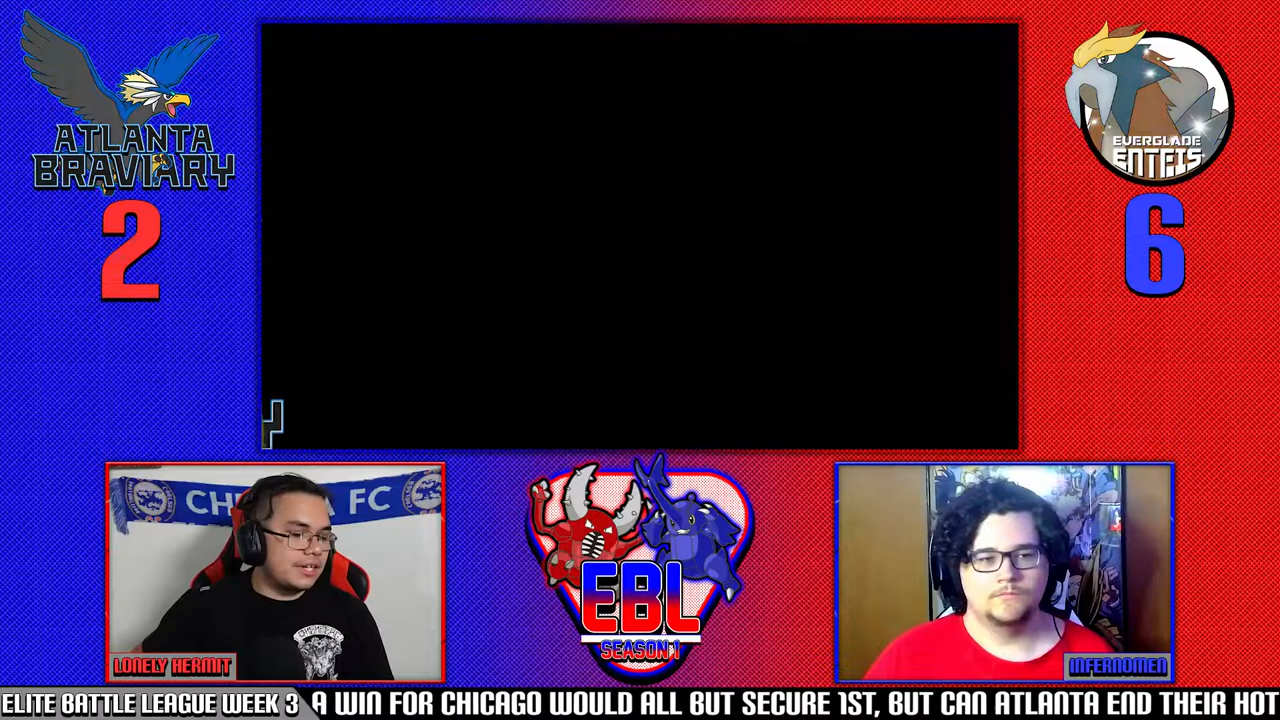 ATLANTA
BRAVIARY
2
EVERGLADE
ENTEIS
6
FC
LONELY HERMIT
EBL
SEASON 1
INFERNOMEN
ELITE BATTLE LEAGUE WEEK 3
A WIN FOR CHICAGO WOULD ALL BUT SECURE 1ST, BUT CAN ATLANTA END THEIR HOT